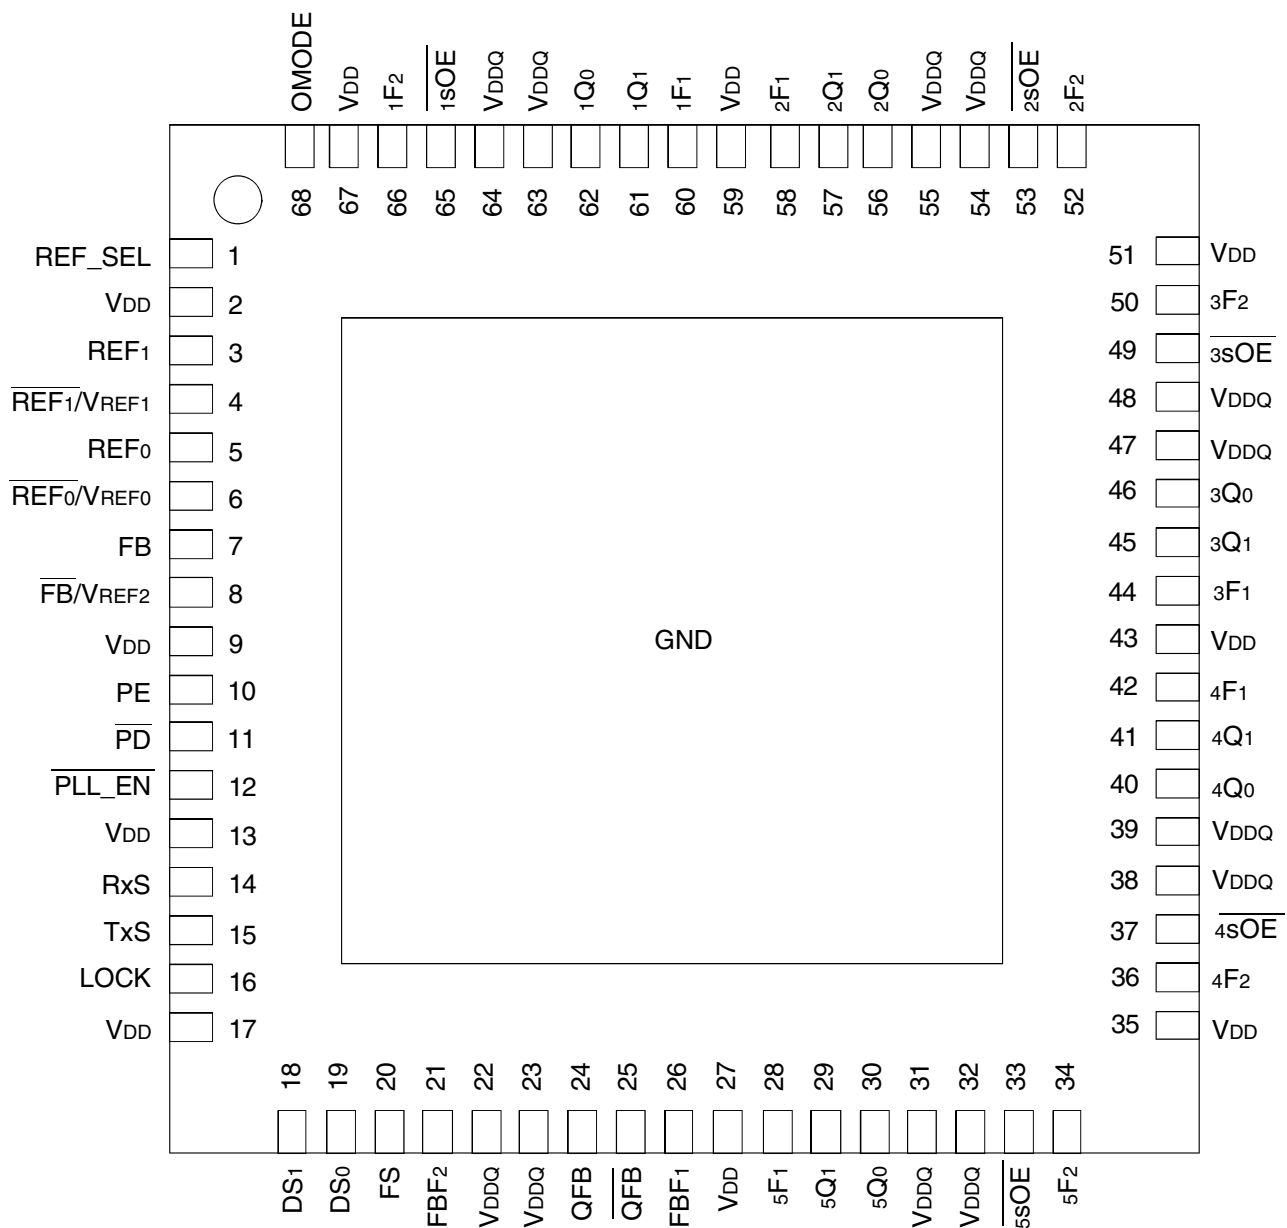 OMODE
VDD
1F2
1sOE
VDDQ
VDDQ
1Q0
1Q1
1F1
VDD
2F1
2Q1
2Q0
VDDQ
VDDQ
2sOE
2F2
68
67
66
65
64
63
62
61
60
59
58
57
56
55
54
53
52
REF_SEL 1
VDD 2
REF1 3
REF1/VREF1 4
REF0 5
REF0/VREF0 6
FB 7
FB/VREF2 8
VDD 9
PE 10
PD 11
PLL_EN 12
VDD 13
RxS 14
TxS 15
LOCK 16
VDD 17
GND
51 VDD
50 3F2
49 3sOE
48 VDDQ
47 VDDQ
46 3Q0
45 3Q1
44 3F1
43 VDD
42 4F1
41 4Q1
40 4Q0
39 VDDQ
38 VDDQ
37 4sOE
36 4F2
35 VDD
18
19
20
21
22
23
24
25
26
27
28
29
30
31
32
33
34
DS1
DS0
FS
FBF2
VDDQ
VDDQ
QFB
QFB
FBF1
VDD
5F1
5Q1
5Q0
VDDQ
VDDQ
5sOE
5F2